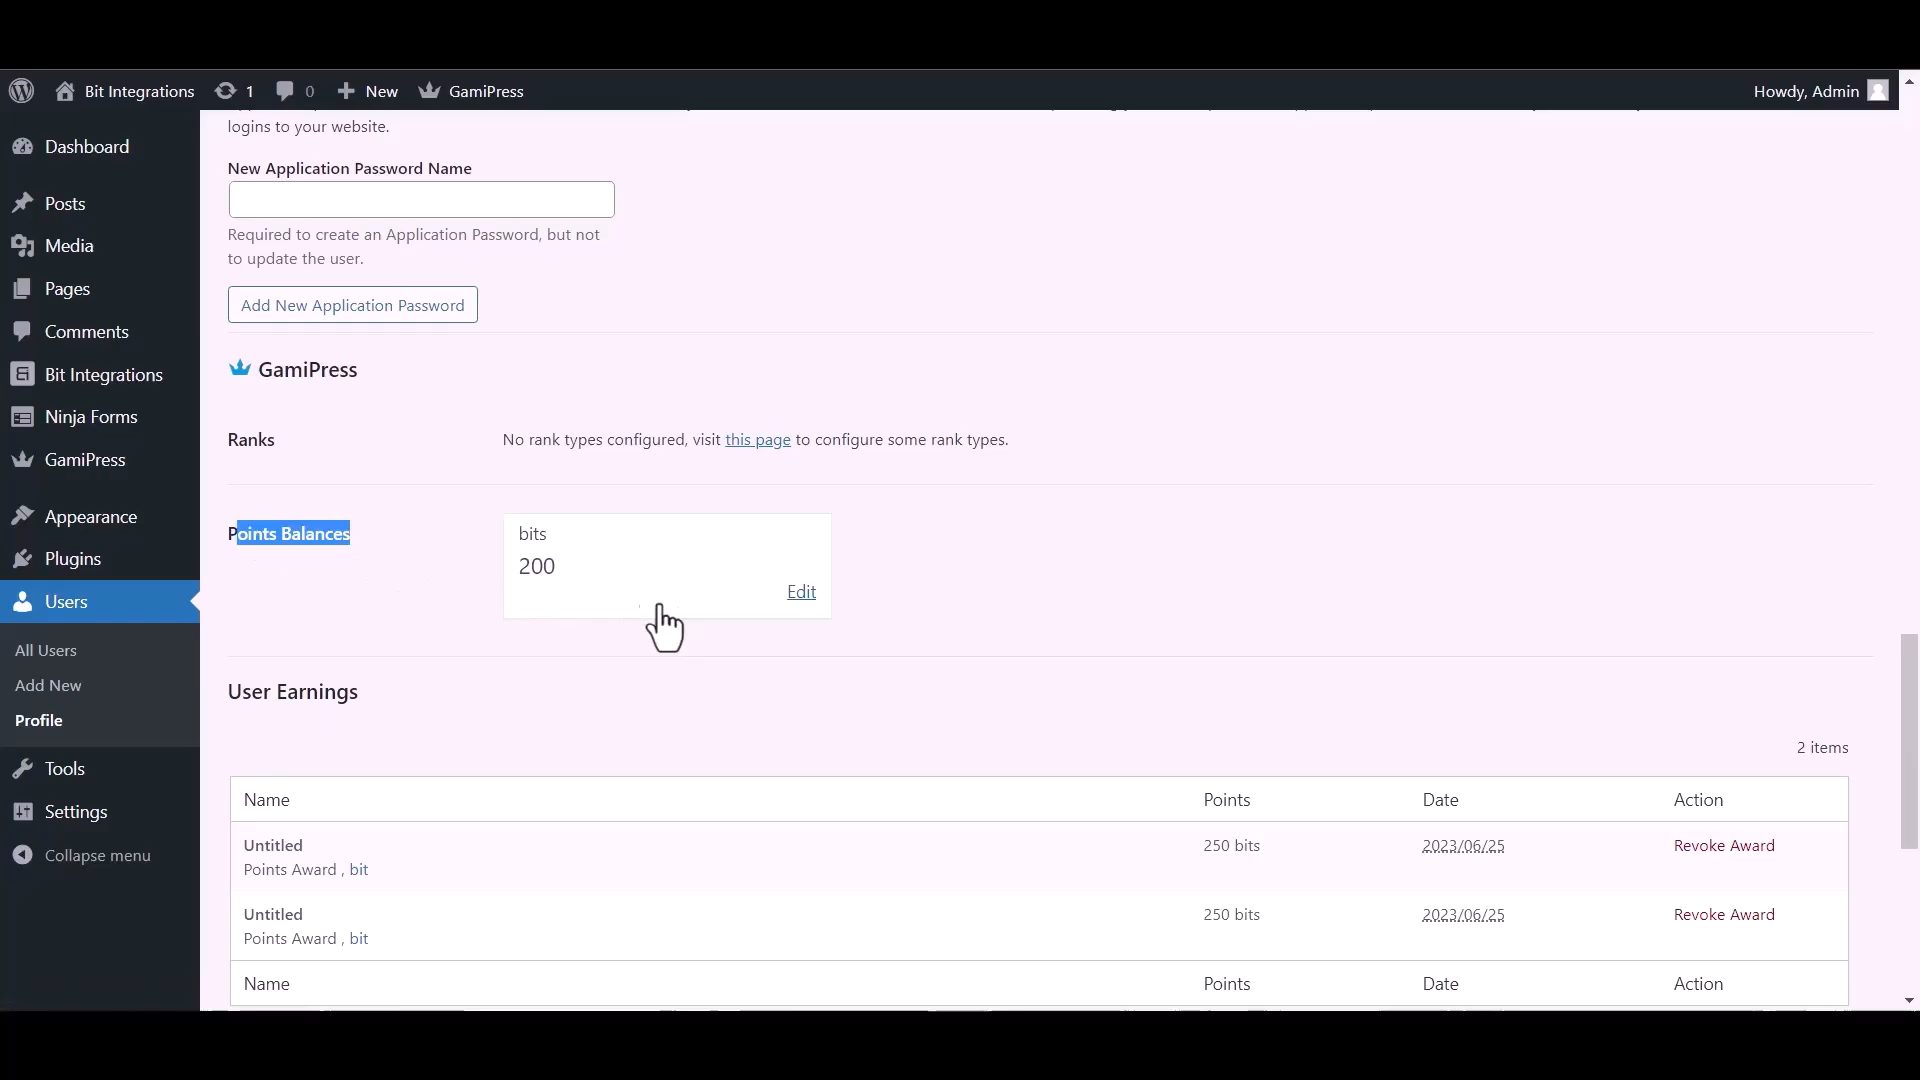 Bit Integrations
1
0
New
GamiPress
Howdy, Admin
Dashboard
Posts
Media
Pages
Comments
Bit Integrations
Ninja Forms
GamiPress
Appearance
Plugins
Users
All Users
Add New
Profile
Tools
Settings
Collapse menu
logins to your website.
New Application Password Name
Required to create an Application Password, but not
to update the user.
Add New Application Password
GamiPress
Ranks
No rank types configured, visit this page to configure some rank types.
Points Balances
bits
200
Edit
User Earnings
2 items
Name Points Date Action
Untitled 250 bits 2023/06/25 Revoke Award
Points Award , bit
Untitled 250 bits 2023/06/25 Revoke Award
Points Award , bit
Name Points Date Action